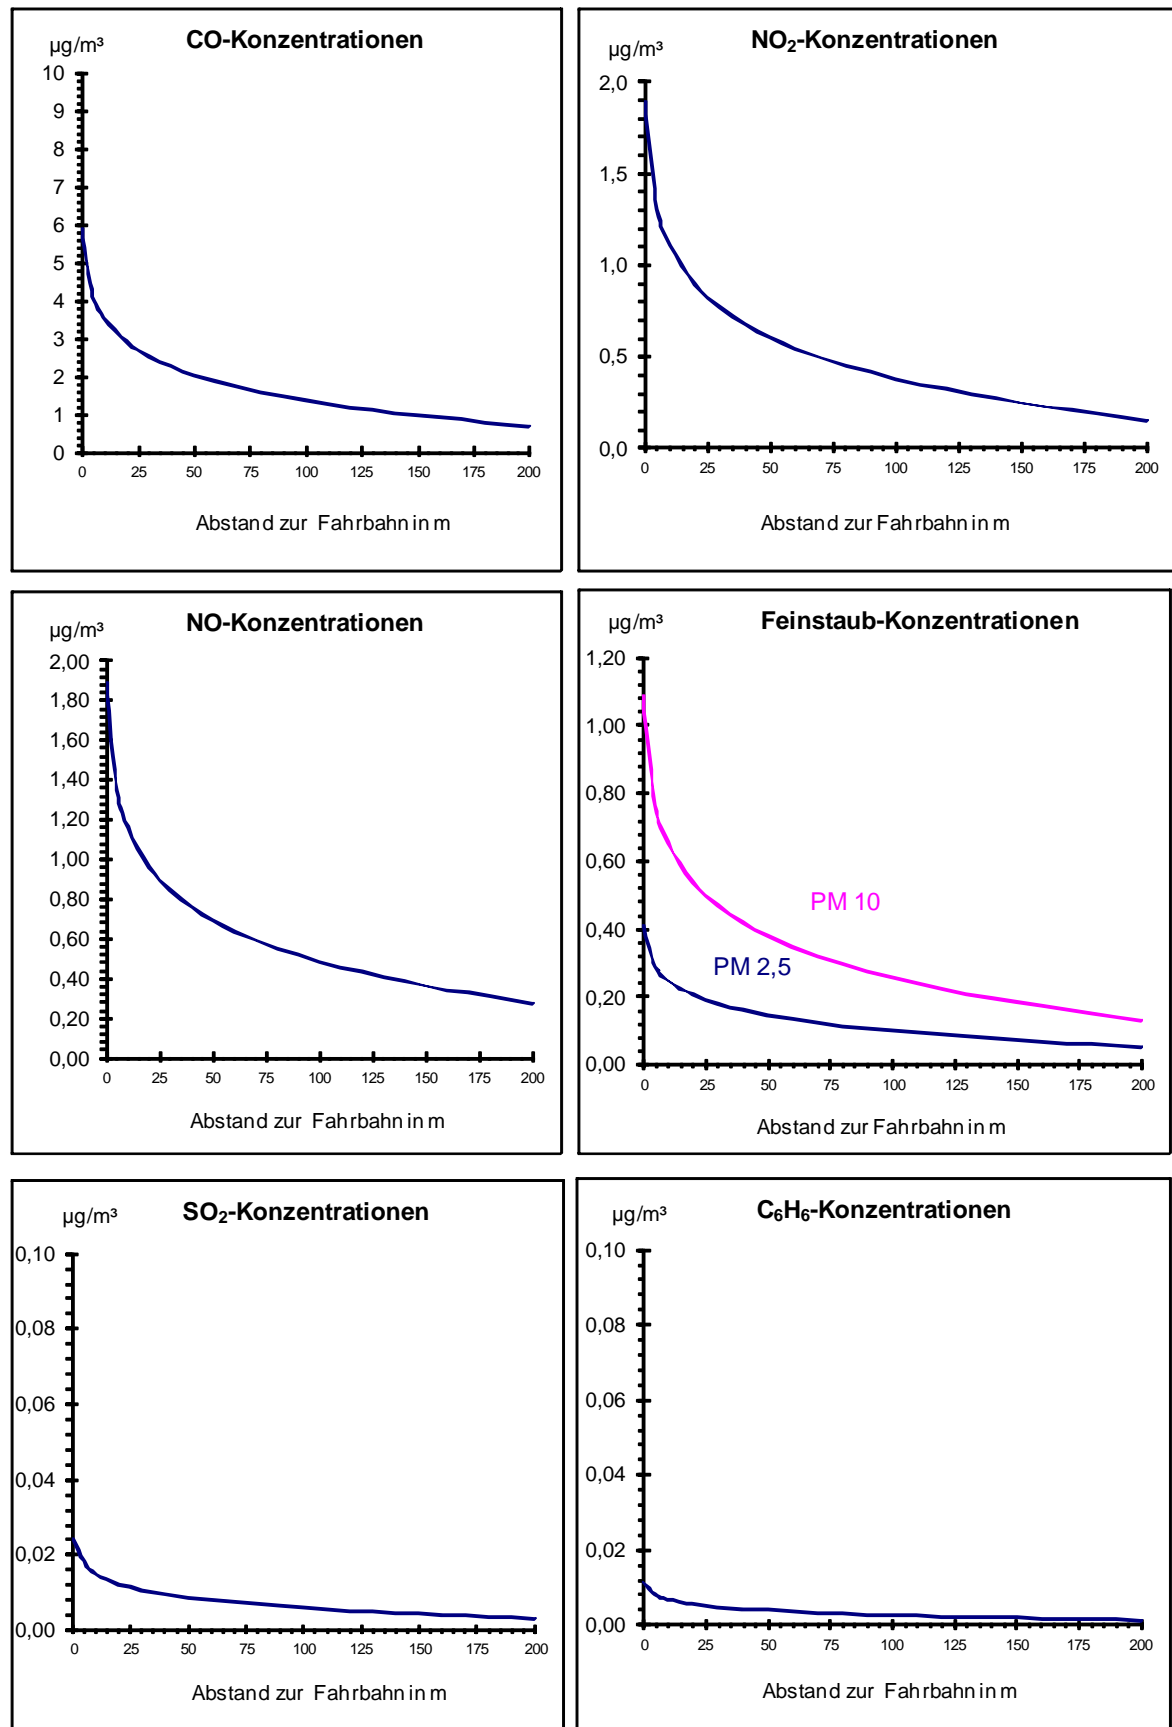 CO-Konzentrationen
µg/m³
10
9
8
7
6
5
4
3
2
1
0
0 25 50 75 100 125 150 175 200
Abstand zur Fahrbahn in m
NO₂-Konzentrationen
µg/m³
2,0
1,5
1,0
0,5
0,0
0 25 50 75 100 125 150 175 200
Abstand zur Fahrbahn in m
NO-Konzentrationen
µg/m³
2,00
1,80
1,60
1,40
1,20
1,00
0,80
0,60
0,40
0,20
0,00
0 25 50 75 100 125 150 175 200
Abstand zur Fahrbahn in m
Feinstaub-Konzentrationen
µg/m³
1,20
1,00
0,80
0,60
0,40
0,20
0,00
PM 10
PM 2,5
0 25 50 75 100 125 150 175 200
Abstand zur Fahrbahn in m
SO₂-Konzentrationen
µg/m³
0,10
0,08
0,06
0,04
0,02
0,00
0 25 50 75 100 125 150 175 200
Abstand zur Fahrbahn in m
C₆H₆-Konzentrationen
µg/m³
0,10
0,08
0,06
0,04
0,02
0,00
0 25 50 75 100 125 150 175 200
Abstand zur Fahrbahn in m